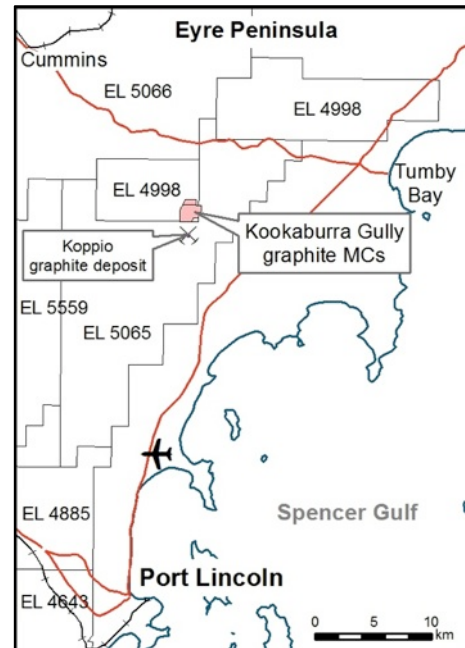 Eyre Peninsula
Cummins
EL 5066
EL 4998
Tumby
Bay
EL 4998
Kookaburra Gully
graphite MCs
Koppio
graphite deposit
EL 5559
EL 5065
Spencer Gulf
EL 4885
Port Lincoln
EL 4643
0 5 10
km